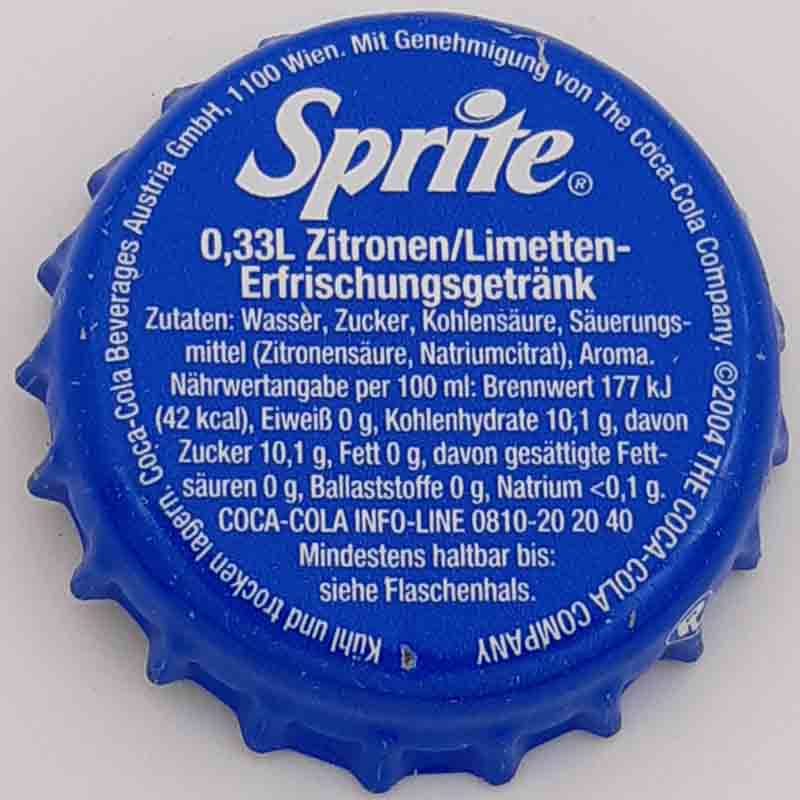 Sprite®
0,33L Zitronen/Limetten-
Erfrischungsgetränk
Zutaten: Wasser, Zucker, Kohlensäure, Säuerungs-
mittel (Zitronensäure, Natriumcitrat), Aroma.
Nährwertangabe per 100 ml: Brennwert 177 kJ
(42 kcal), Eiweiß 0 g, Kohlenhydrate 10,1 g, davon
Zucker 10,1 g, Fett 0 g, davon gesättigte Fett-
säuren 0 g, Ballaststoffe 0 g, Natrium <0,1 g.
COCA-COLA INFO-LINE 0810-20 20 40
Mindestens haltbar bis:
siehe Flaschenhals.
Kühl und trocken lagern. Coca-Cola Beverages Austria GmbH, 1100 Wien. Mit Genehmigung von The Coca-Cola Company. ©2004 THE COCA-COLA COMPANY
®